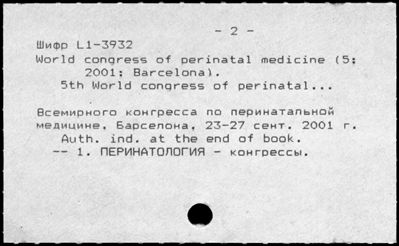 - 2 -
Шифр L1-3932
World congress of perinatal medicine (5;
2001; Barcelona).
5th World congress of perinatal...
Всемирного конгресса по перинатальной
медицине, Барселона, 23-27 сент. 2001 г.
Auth. ind. at the end of book.
-- 1. ПЕРИНАТОЛОГИЯ - конгрессы.